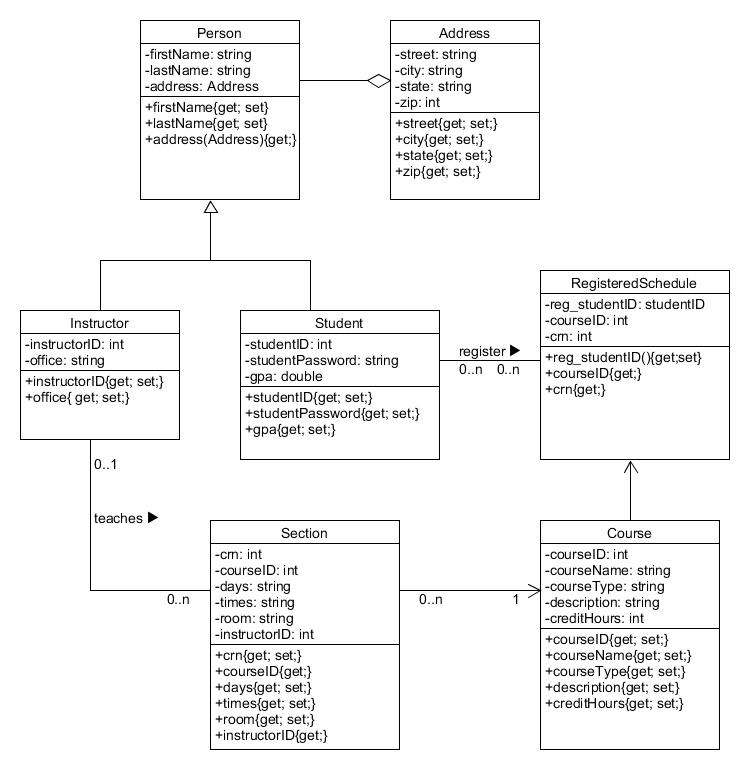 Person
-firstName: string
-lastName: string
-address: Address
+firstName{get; set}
+lastName{get; set}
+address(Address){get;}
Address
-street: string
-city: string
-state: string
-zip: int
+street{get; set;}
+city{get; set;}
+state{get; set;}
+zip{get; set;}
Instructor
-instructorID: int
-office: string
+instructorID{get; set;}
+office{ get; set;}
Student
-studentID: int
-studentPassword: string
-gpa: double
+studentID{get; set;}
+studentPassword{get; set;}
+gpa{get; set;}
register ▶
0..n 0..n
RegisteredSchedule
-reg_studentID: studentID
-courseID: int
-crn: int
+reg_studentID(){get;set}
+courseID{get;}
+crn{get;}
0..1
teaches ▶
0..n
Section
-crn: int
-courseID: int
-days: string
-times: string
-room: string
-instructorID: int
+crn{get; set;}
+courseID{get;}
+days{get; set;}
+times{get; set;}
+room{get; set;}
+instructorID{get;}
0..n 1
Course
-courseID: int
-courseName: string
-courseType: string
-description: string
-creditHours: int
+courseID{get; set;}
+courseName{get; set;}
+courseType{get; set;}
+description{get; set;}
+creditHours{get; set;}